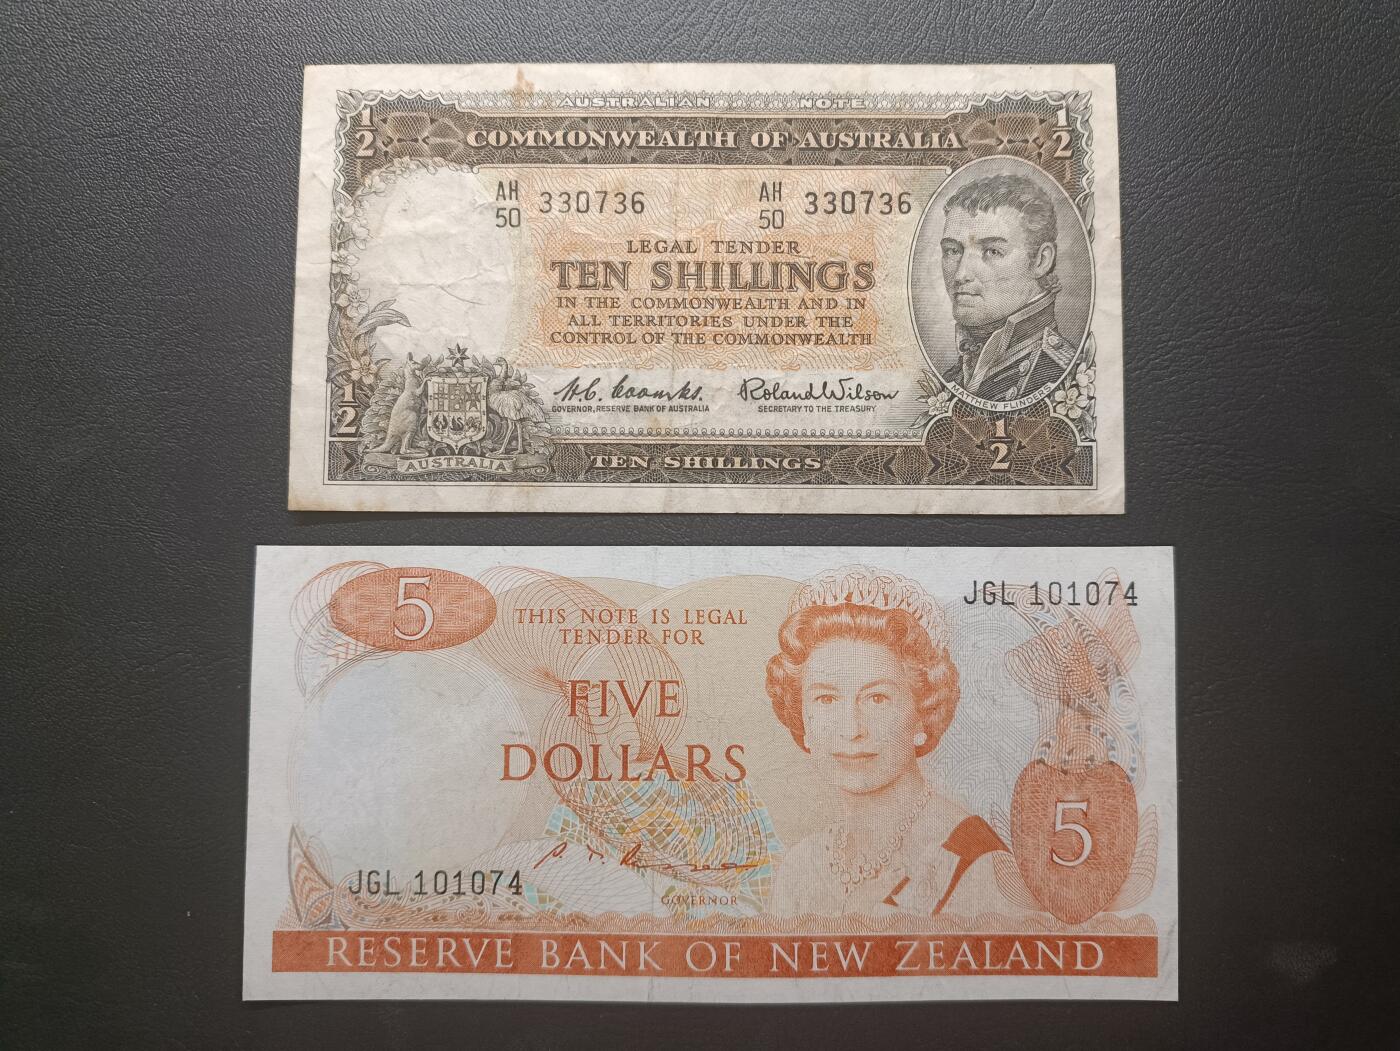 AUSTRALIAN NOTE
1/2 COMMONWEALTH OF AUSTRALIA 1/2
AH 50 330736 AH 50 330736
LEGAL TENDER
TEN SHILLINGS
IN THE COMMONWEALTH AND IN
ALL TERRITORIES UNDER THE
CONTROL OF THE COMMONWEALTH
H.C. Coombs. Roland Wilson
GOVERNOR, RESERVE BANK OF AUSTRALIA SECRETARY TO THE TREASURY
MATTHEW FLINDERS
1/2 1/2
AUSTRALIA TEN SHILLINGS
5 JGL 101074
THIS NOTE IS LEGAL
TENDER FOR
FIVE
DOLLARS
5
JGL 101074
GOVERNOR
RESERVE BANK OF NEW ZEALAND